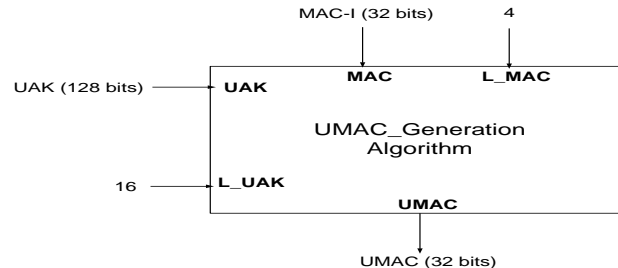 MAC-I (32 bits)
4
MAC
L_MAC
UAK (128 bits)
UAK
UMAC_Generation
Algorithm
16
L_UAK
UMAC
UMAC (32 bits)